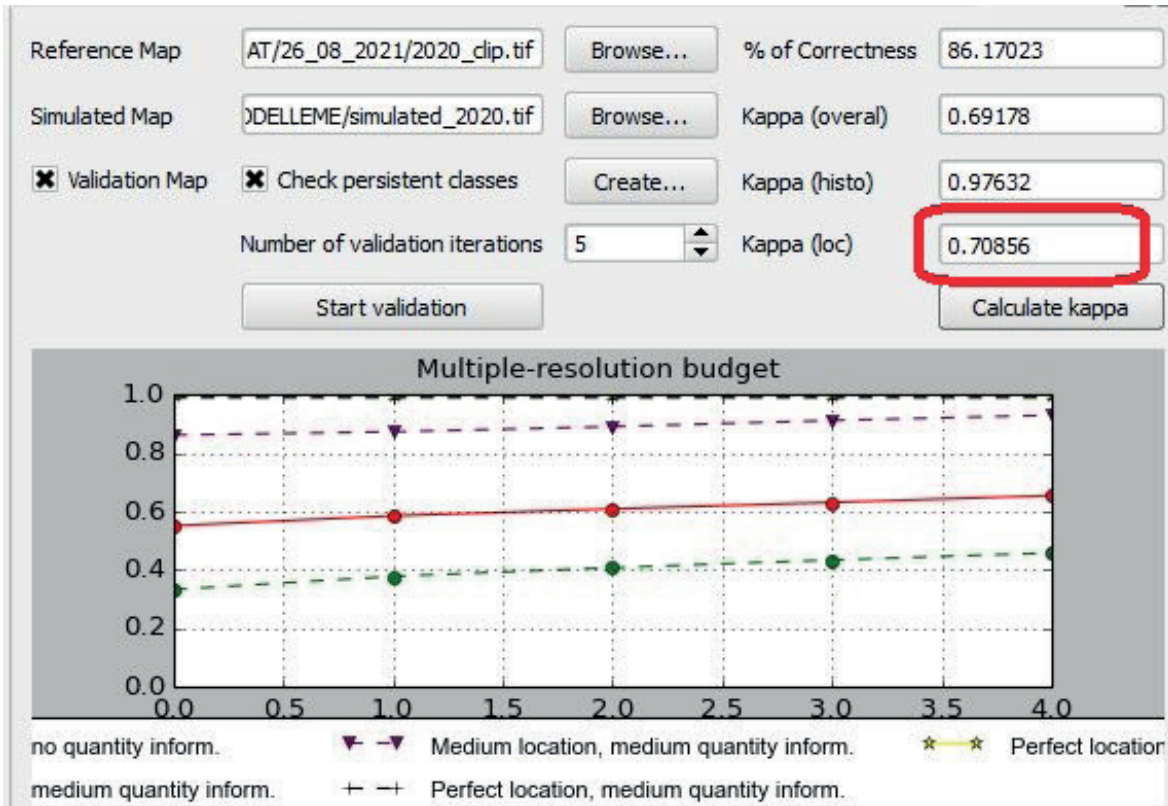 Reference Map AT/26_08_2021/2020_clip.tif Browse... % of Correctness 86.17023
Simulated Map ODELLEME/simulated_2020.tif Browse... Kappa (overal) 0.69178
Validation Map Check persistent classes Create... Kappa (histo) 0.97632
Number of validation iterations 5 Kappa (loc) 0.70856
Start validation Calculate kappa
Multiple-resolution budget
1.0
0.8
0.6
0.4
0.2
0.0
0.0 0.5 1.0 1.5 2.0 2.5 3.0 3.5 4.0
no quantity inform. Medium location, medium quantity inform. Perfect location
medium quantity inform. Perfect location, medium quantity inform.